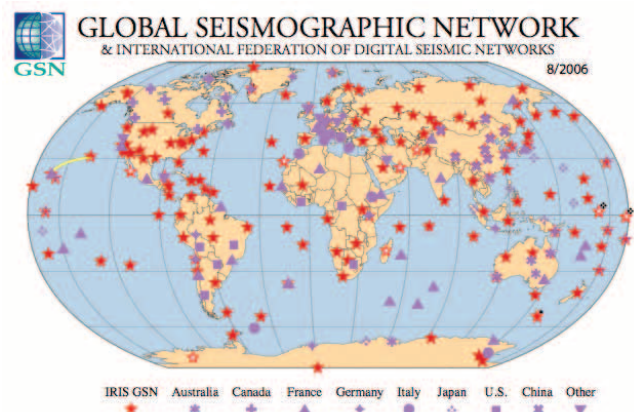 GLOBAL SEISMOGRAPHIC NETWORK
& INTERNATIONAL FEDERATION OF DIGITAL SEISMIC NETWORKS
GSN
8/2006
IRIS GSN Australia Canada France Germany Italy Japan U.S. China Other